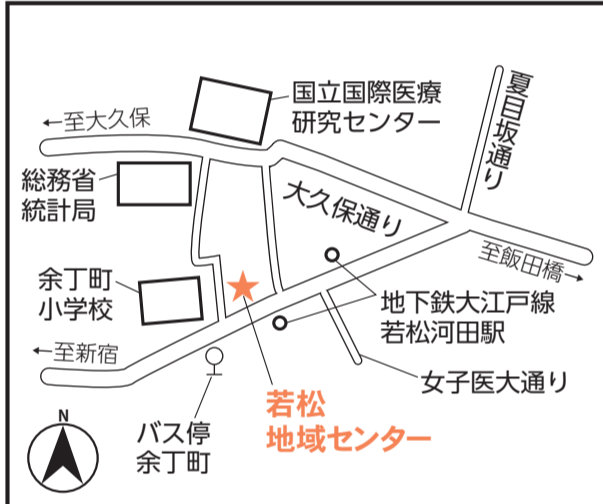 国立国際医療
研究センター
夏目坂通り
←至大久保
総務省
統計局
大久保通り
至飯田橋→
余丁町
小学校
地下鉄大江戸線
若松河田駅
←至新宿
女子医大通り
若松
地域センター
バス停
余丁町
N